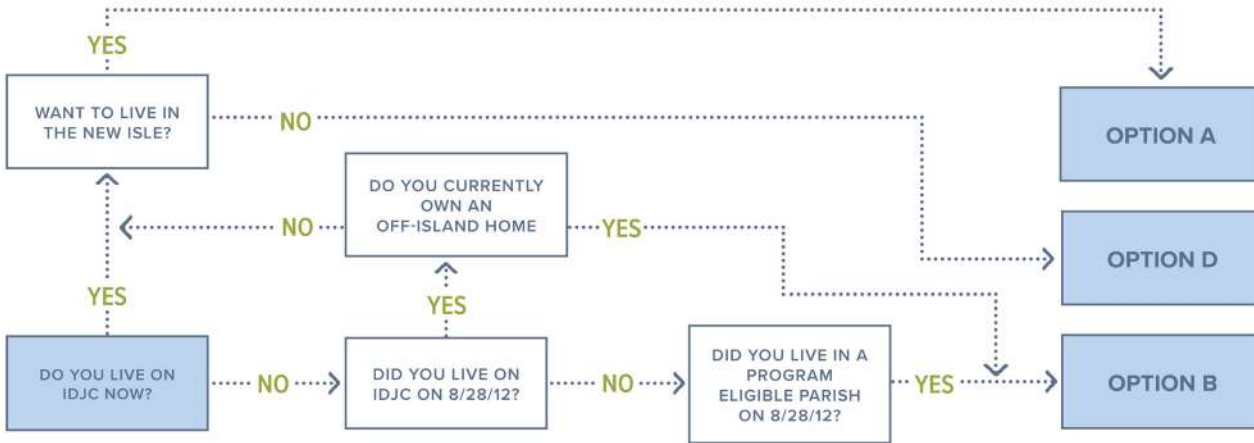 YES
WANT TO LIVE IN
THE NEW ISLE?
NO
OPTION A
DO YOU CURRENTLY
OWN AN
OFF-ISLAND HOME
NO
YES
OPTION D
YES
YES
DO YOU LIVE ON
IDJC NOW?
NO
DID YOU LIVE ON
IDJC ON 8/28/12?
NO
DID YOU LIVE IN A
PROGRAM
ELIGIBLE PARISH
ON 8/28/12?
YES
OPTION B